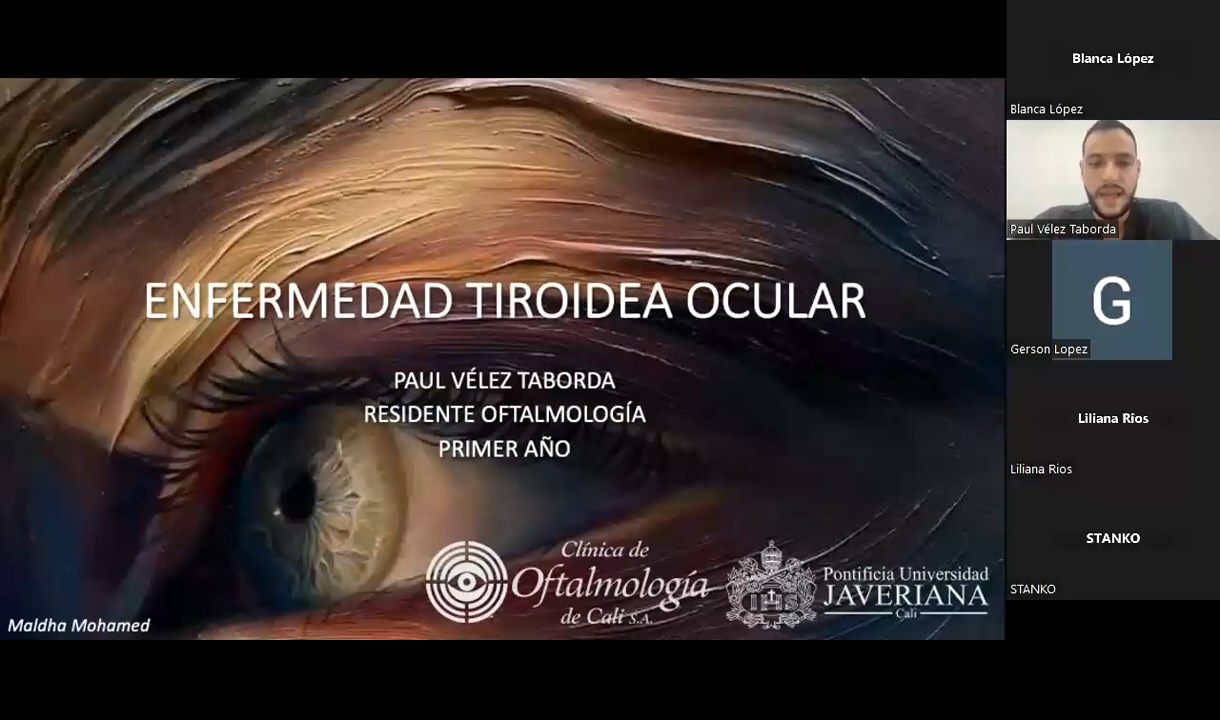 ENFERMEDAD TIROIDEA OCULAR
PAUL VÉLEZ TABORDA
RESIDENTE OFTALMOLOGÍA
PRIMER AÑO
Clínica de
Oftalmología
de Cali S.A.
IHS
Pontificia Universidad
JAVERIANA
Cali
Maldha Mohamed
Blanca López
Blanca López
Paul Vélez Taborda
G
Gerson Lopez
Liliana Rios
Liliana Rios
STANKO
STANKO